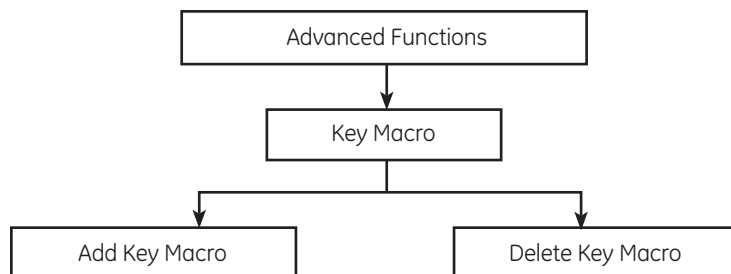 Advanced Functions
Key Macro
Add Key Macro
Delete Key Macro